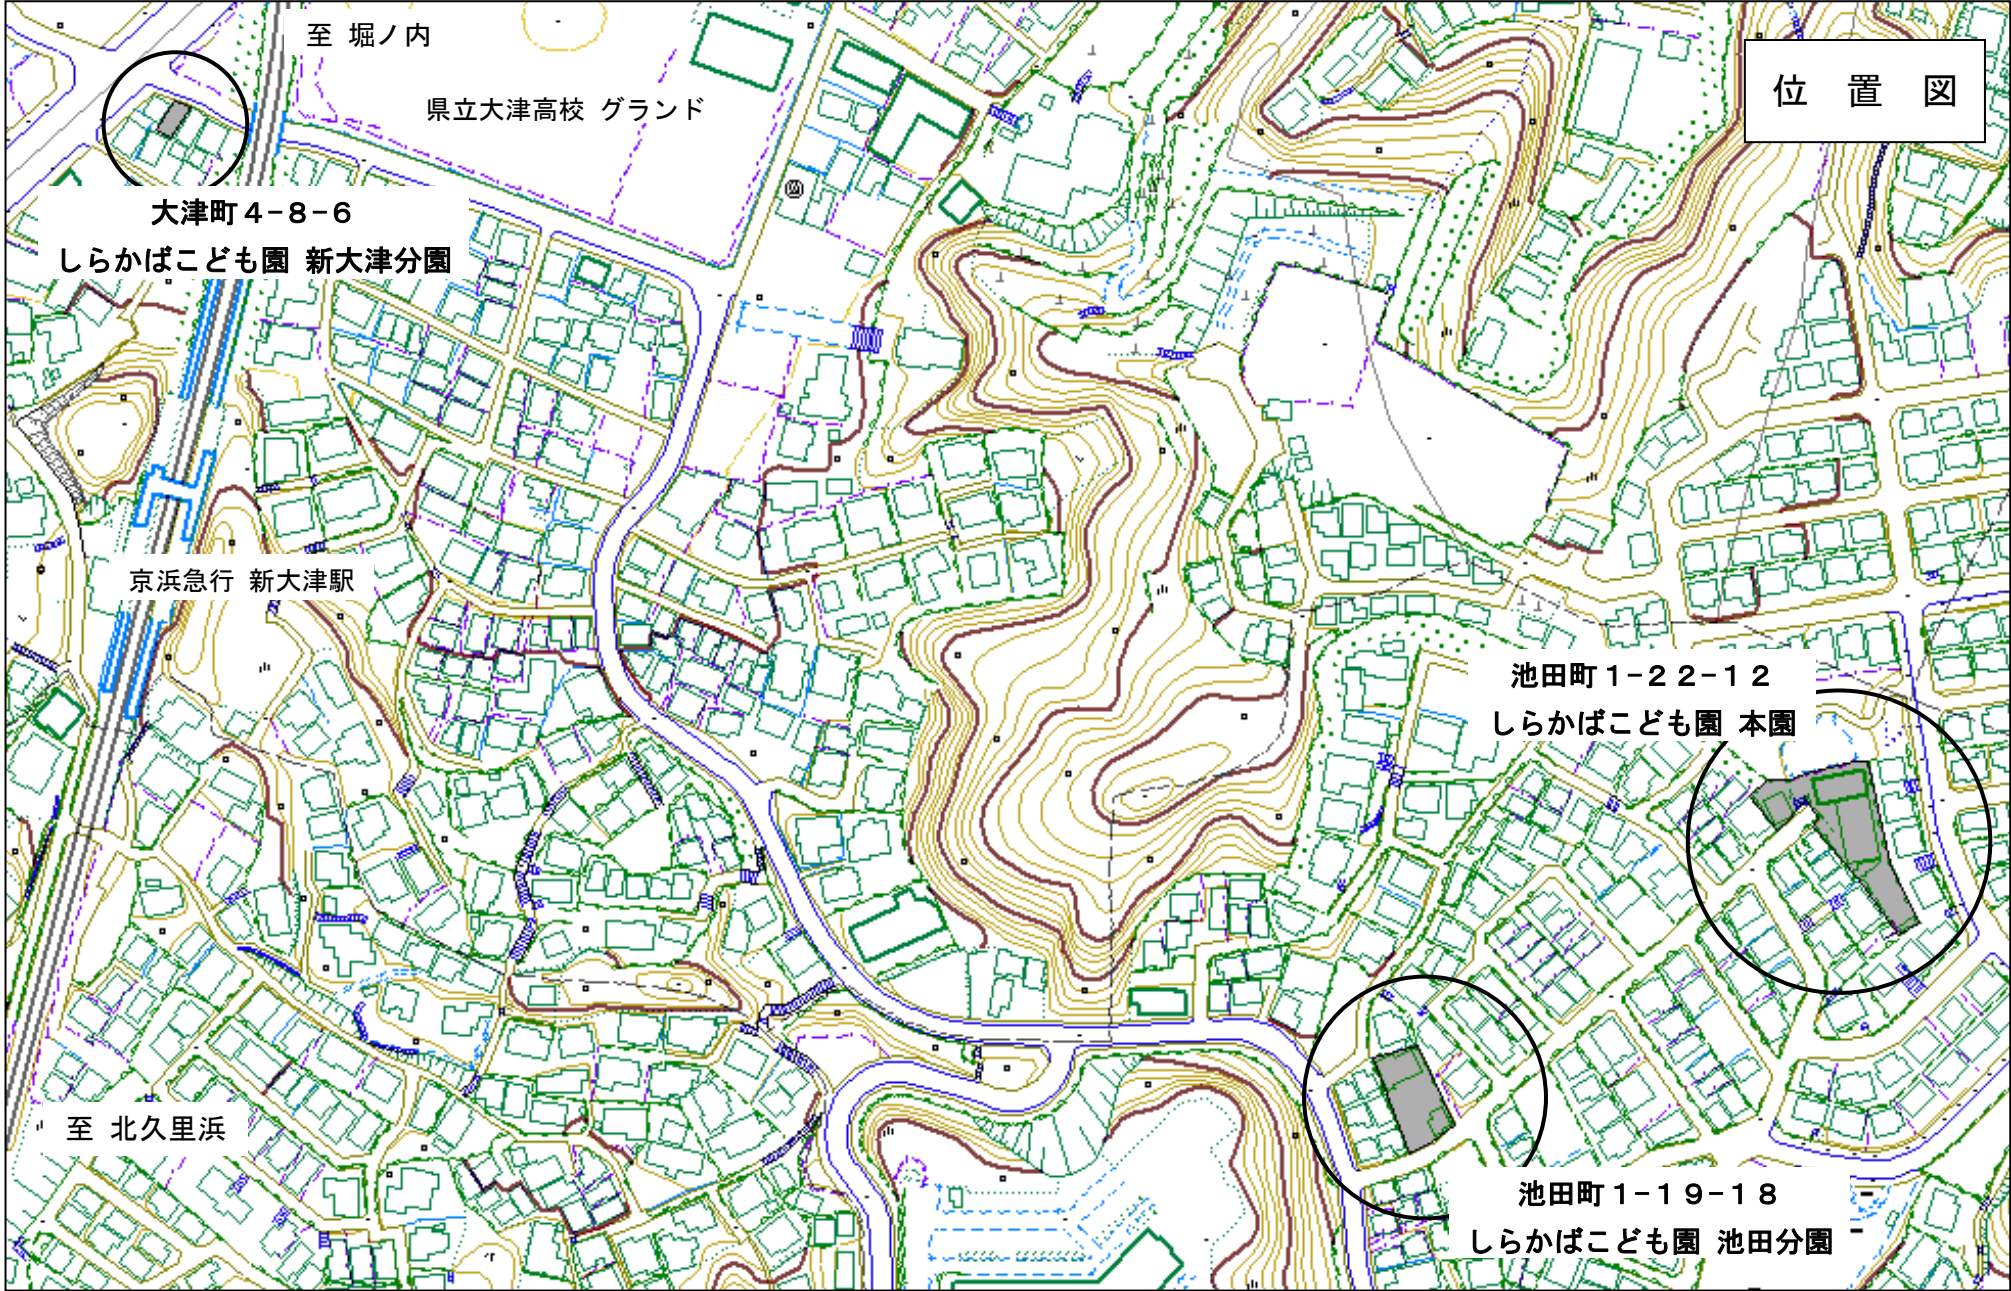 至 堀ノ内
県立大津高校 グランド
位 置 図
大津町４-８-６
しらかばこども園 新大津分園
京浜急行 新大津駅
池田町１-２２-１２
しらかばこども園 本園
至 北久里浜
池田町１-１９-１８
しらかばこども園 池田分園